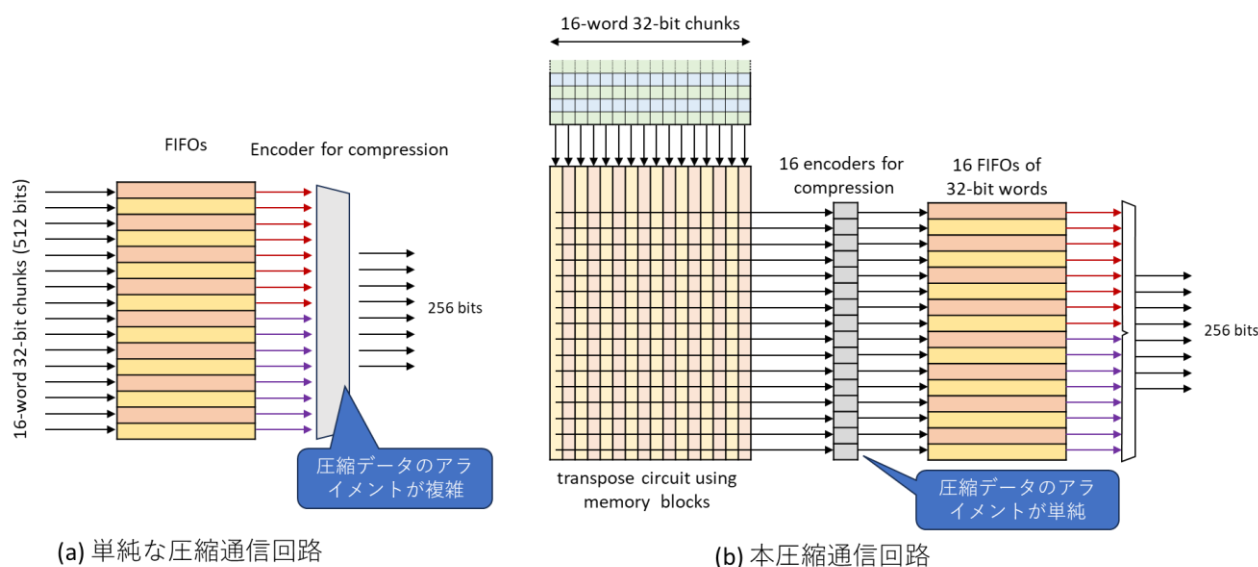 16-word 32-bit chunks (512 bits)
FIFOs
Encoder for compression
256 bits
圧縮データのアラ
イメントが複雑
(a) 単純な圧縮通信回路
16-word 32-bit chunks
16 encoders for
compression
16 FIFOs of
32-bit words
256 bits
transpose circuit using
memory blocks
圧縮データのアラ
イメントが単純
(b) 本圧縮通信回路